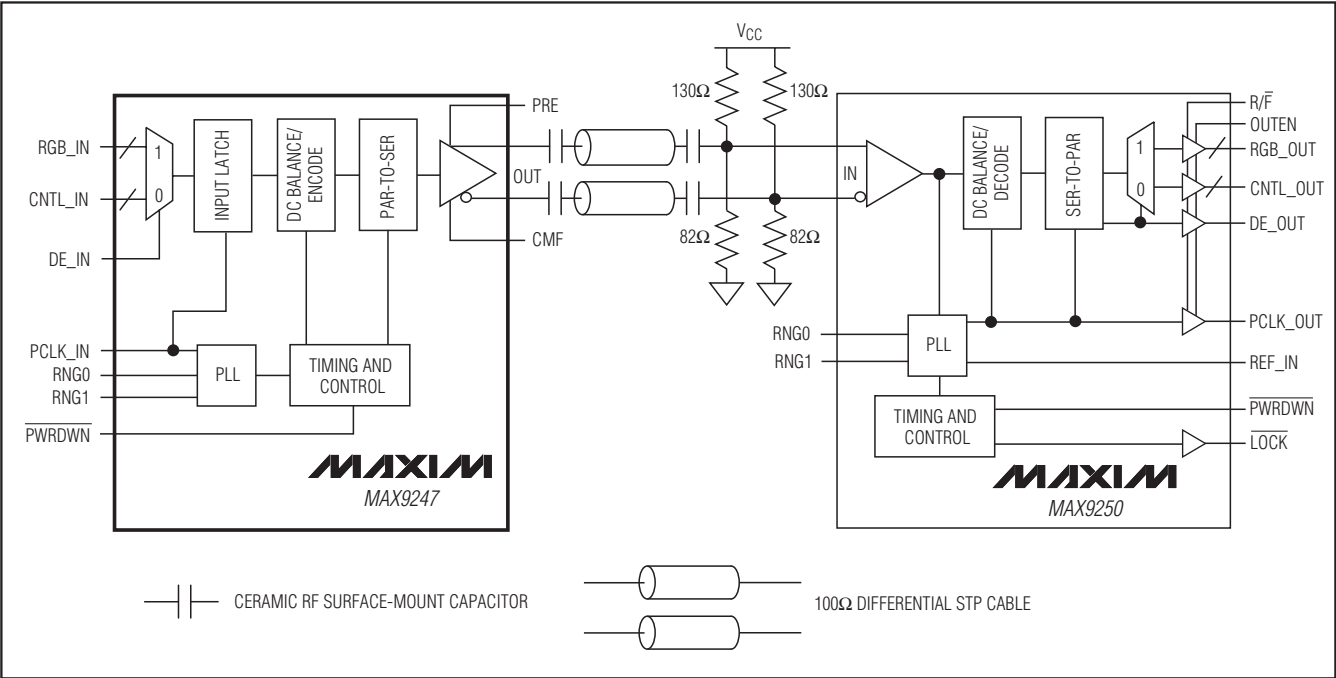 VCC
130Ω
130Ω
PRE
RGB_IN
CNTL_IN
DE_IN
PCLK_IN
RNG0
RNG1
P̅W̅R̅D̅W̅N̅
1
0
INPUT LATCH
DC BALANCE/
ENCODE
PAR-TO-SER
OUT
CMF
PLL
TIMING AND
CONTROL
MAXIM
MAX9247
82Ω
82Ω
IN
DC BALANCE/
DECODE
SER-TO-PAR
1
0
R/F̅
OUTEN
RGB_OUT
CNTL_OUT
DE_OUT
PCLK_OUT
RNG0
RNG1
PLL
REF_IN
TIMING AND
CONTROL
P̅W̅R̅D̅W̅N̅
L̅O̅C̅K̅
MAXIM
MAX9250
CERAMIC RF SURFACE-MOUNT CAPACITOR
100Ω DIFFERENTIAL STP CABLE